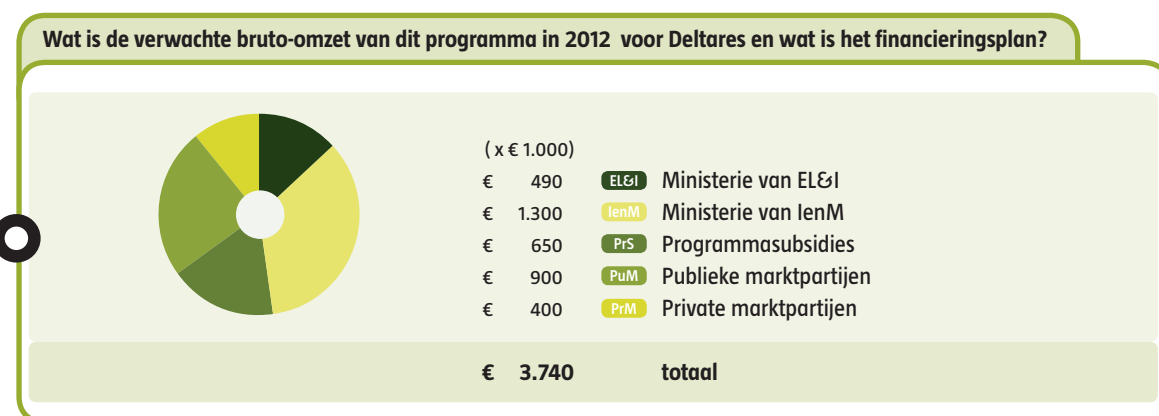 Wat is de verwachte bruto-omzet van dit programma in 2012 voor Deltares en wat is het financieringsplan?
( x € 1.000)
€ 490 EL&I Ministerie van EL&I
€ 1.300 IenM Ministerie van IenM
€ 650 PrS Programmasubsidies
€ 900 PuM Publieke marktpartijen
€ 400 PrM Private marktpartijen
€ 3.740 totaal